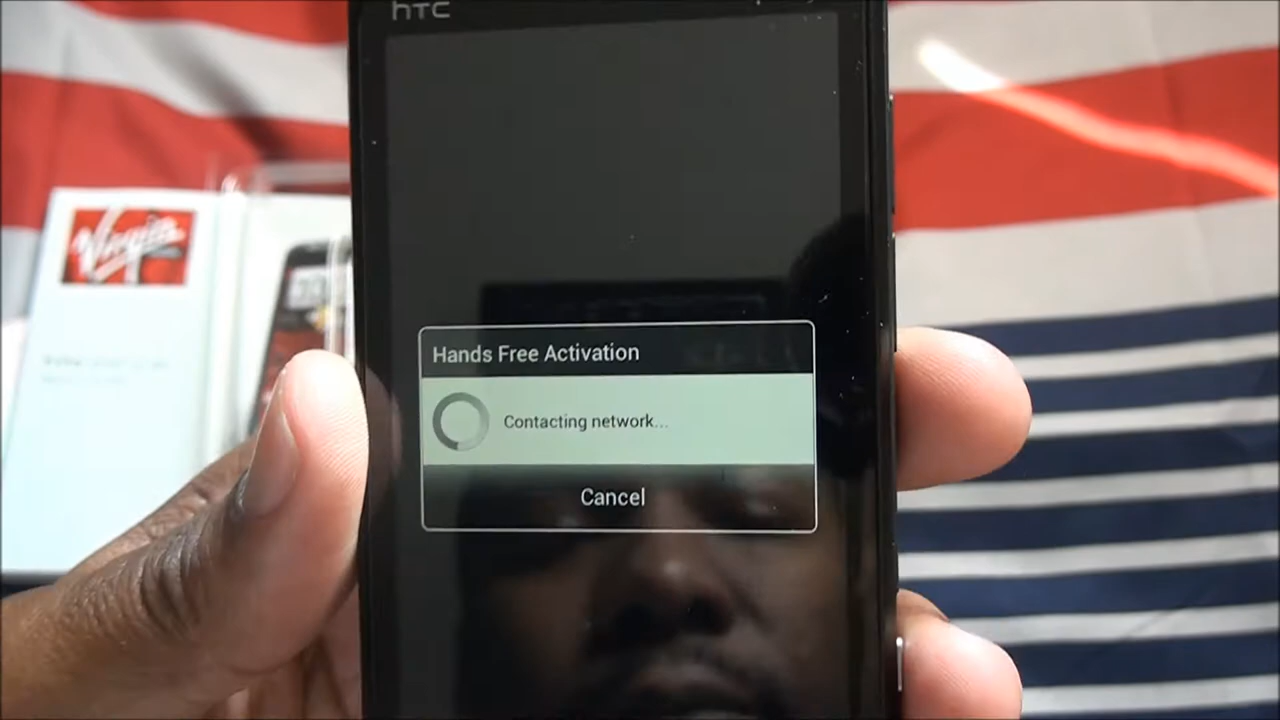 hTC
Virgin
Hands Free Activation
Contacting network...
Cancel